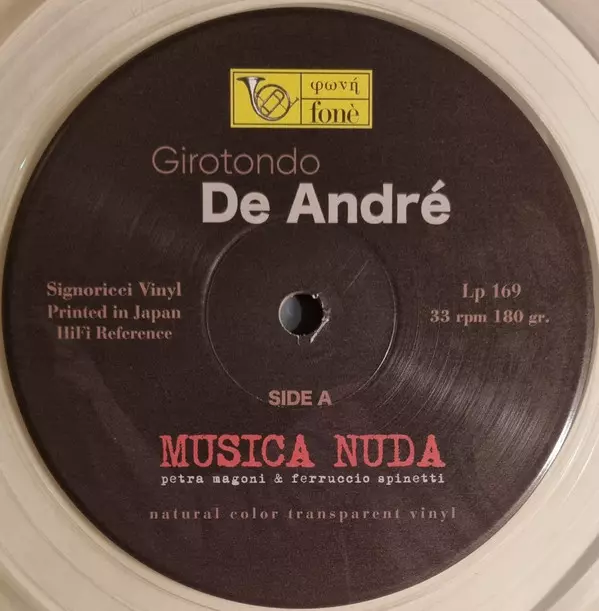 φωνή
fonè
Girotondo
De André
Signoricci Vinyl
Printed in Japan
HiFi Reference
Lp 169
33 rpm 180 gr.
SIDE A
MUSICA NUDA
petra magoni & ferruccio spinetti
natural color transparent vinyl